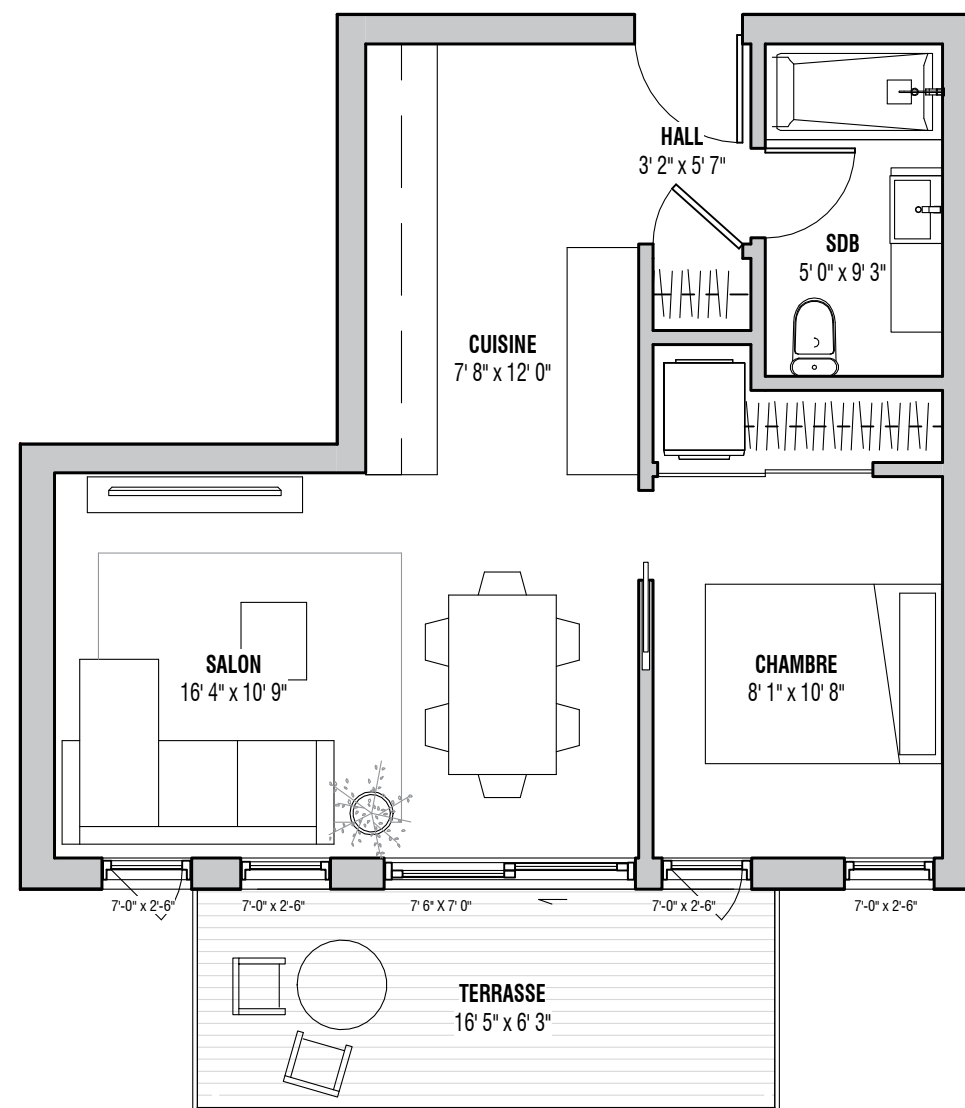 HALL
3' 2" x 5' 7"
SDB
5' 0" x 9' 3"
CUISINE
7' 8" x 12' 0"
SALON
16' 4" x 10' 9"
CHAMBRE
8' 1" x 10' 8"
7'-0" x 2'-6"
7'-0" x 2'-6"
7' 6" X 7' 0"
7'-0" x 2'-6"
7'-0" x 2'-6"
TERRASSE
16' 5" x 6' 3"